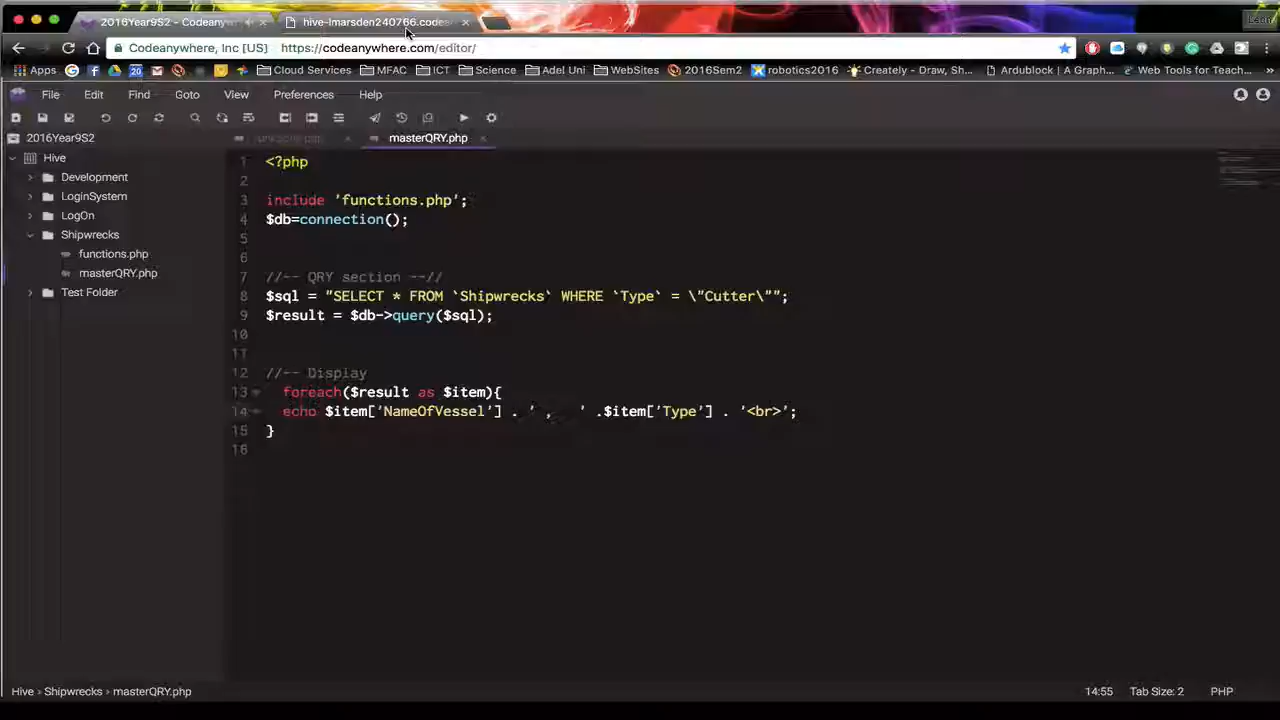 2016Year9S2 - Codeanyw
hive-lmarsden240766.codea
Leon
Codeanywhere, Inc [US] https://codeanywhere.com/editor/
Apps 20 Cloud Services MFAC ICT Science Adel Uni WebSites 2016Sem2 robotics2016 Creately - Draw, Sh... Ardublock | A Graph... Web Tools for Teach... »
File Edit Find Goto View Preferences Help
2016Year9S2
masterQRY.php
Hive
Development
LoginSystem
LogOn
Shipwrecks
functions.php
masterQRY.php
Test Folder
1 <?php
2
3 include 'functions.php';
4 $db=connection();
5
6
7 //-- QRY section --//
8 $sql = "SELECT * FROM `Shipwrecks` WHERE `Type` = \"Cutter\"";
9 $result = $db->query($sql);
10
11
12 //-- Display
13 foreach($result as $item){
14 echo $item['NameOfVessel'] . ' ,   ' .$item['Type'] . '<br>';
15 }
16
Hive > Shipwrecks > masterQRY.php
14:55 Tab Size: 2 PHP